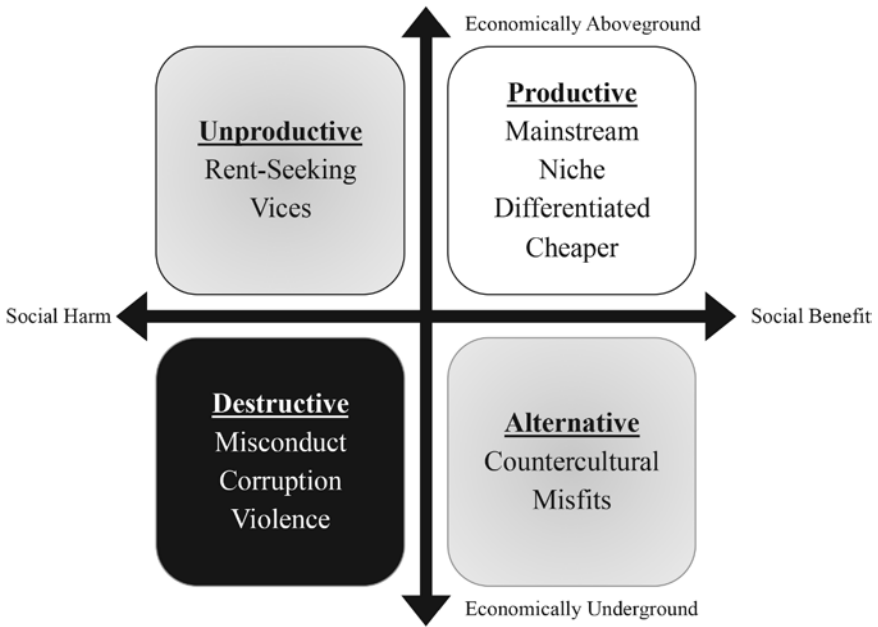 Economically Aboveground
Unproductive
Rent-Seeking
Vices
Productive
Mainstream
Niche
Differentiated
Cheaper
Social Harm
Social Benefit
Destructive
Misconduct
Corruption
Violence
Alternative
Countercultural
Misfits
Economically Underground